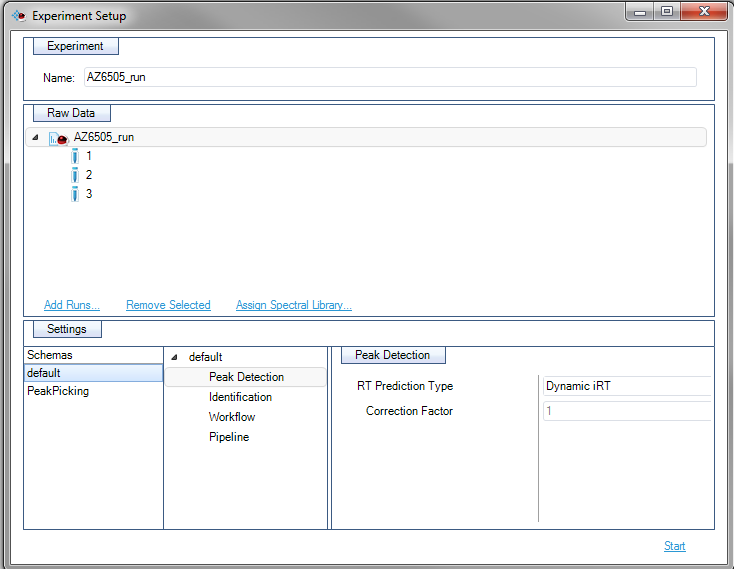 Experiment Setup
Experiment
Name: AZ6505_run
Raw Data
AZ6505_run
1
2
3
Add Runs... Remove Selected Assign Spectral Library...
Settings
Schemas
default
PeakPicking
default
Peak Detection
Identification
Workflow
Pipeline
Peak Detection
RT Prediction Type Dynamic iRT
Correction Factor 1
Start